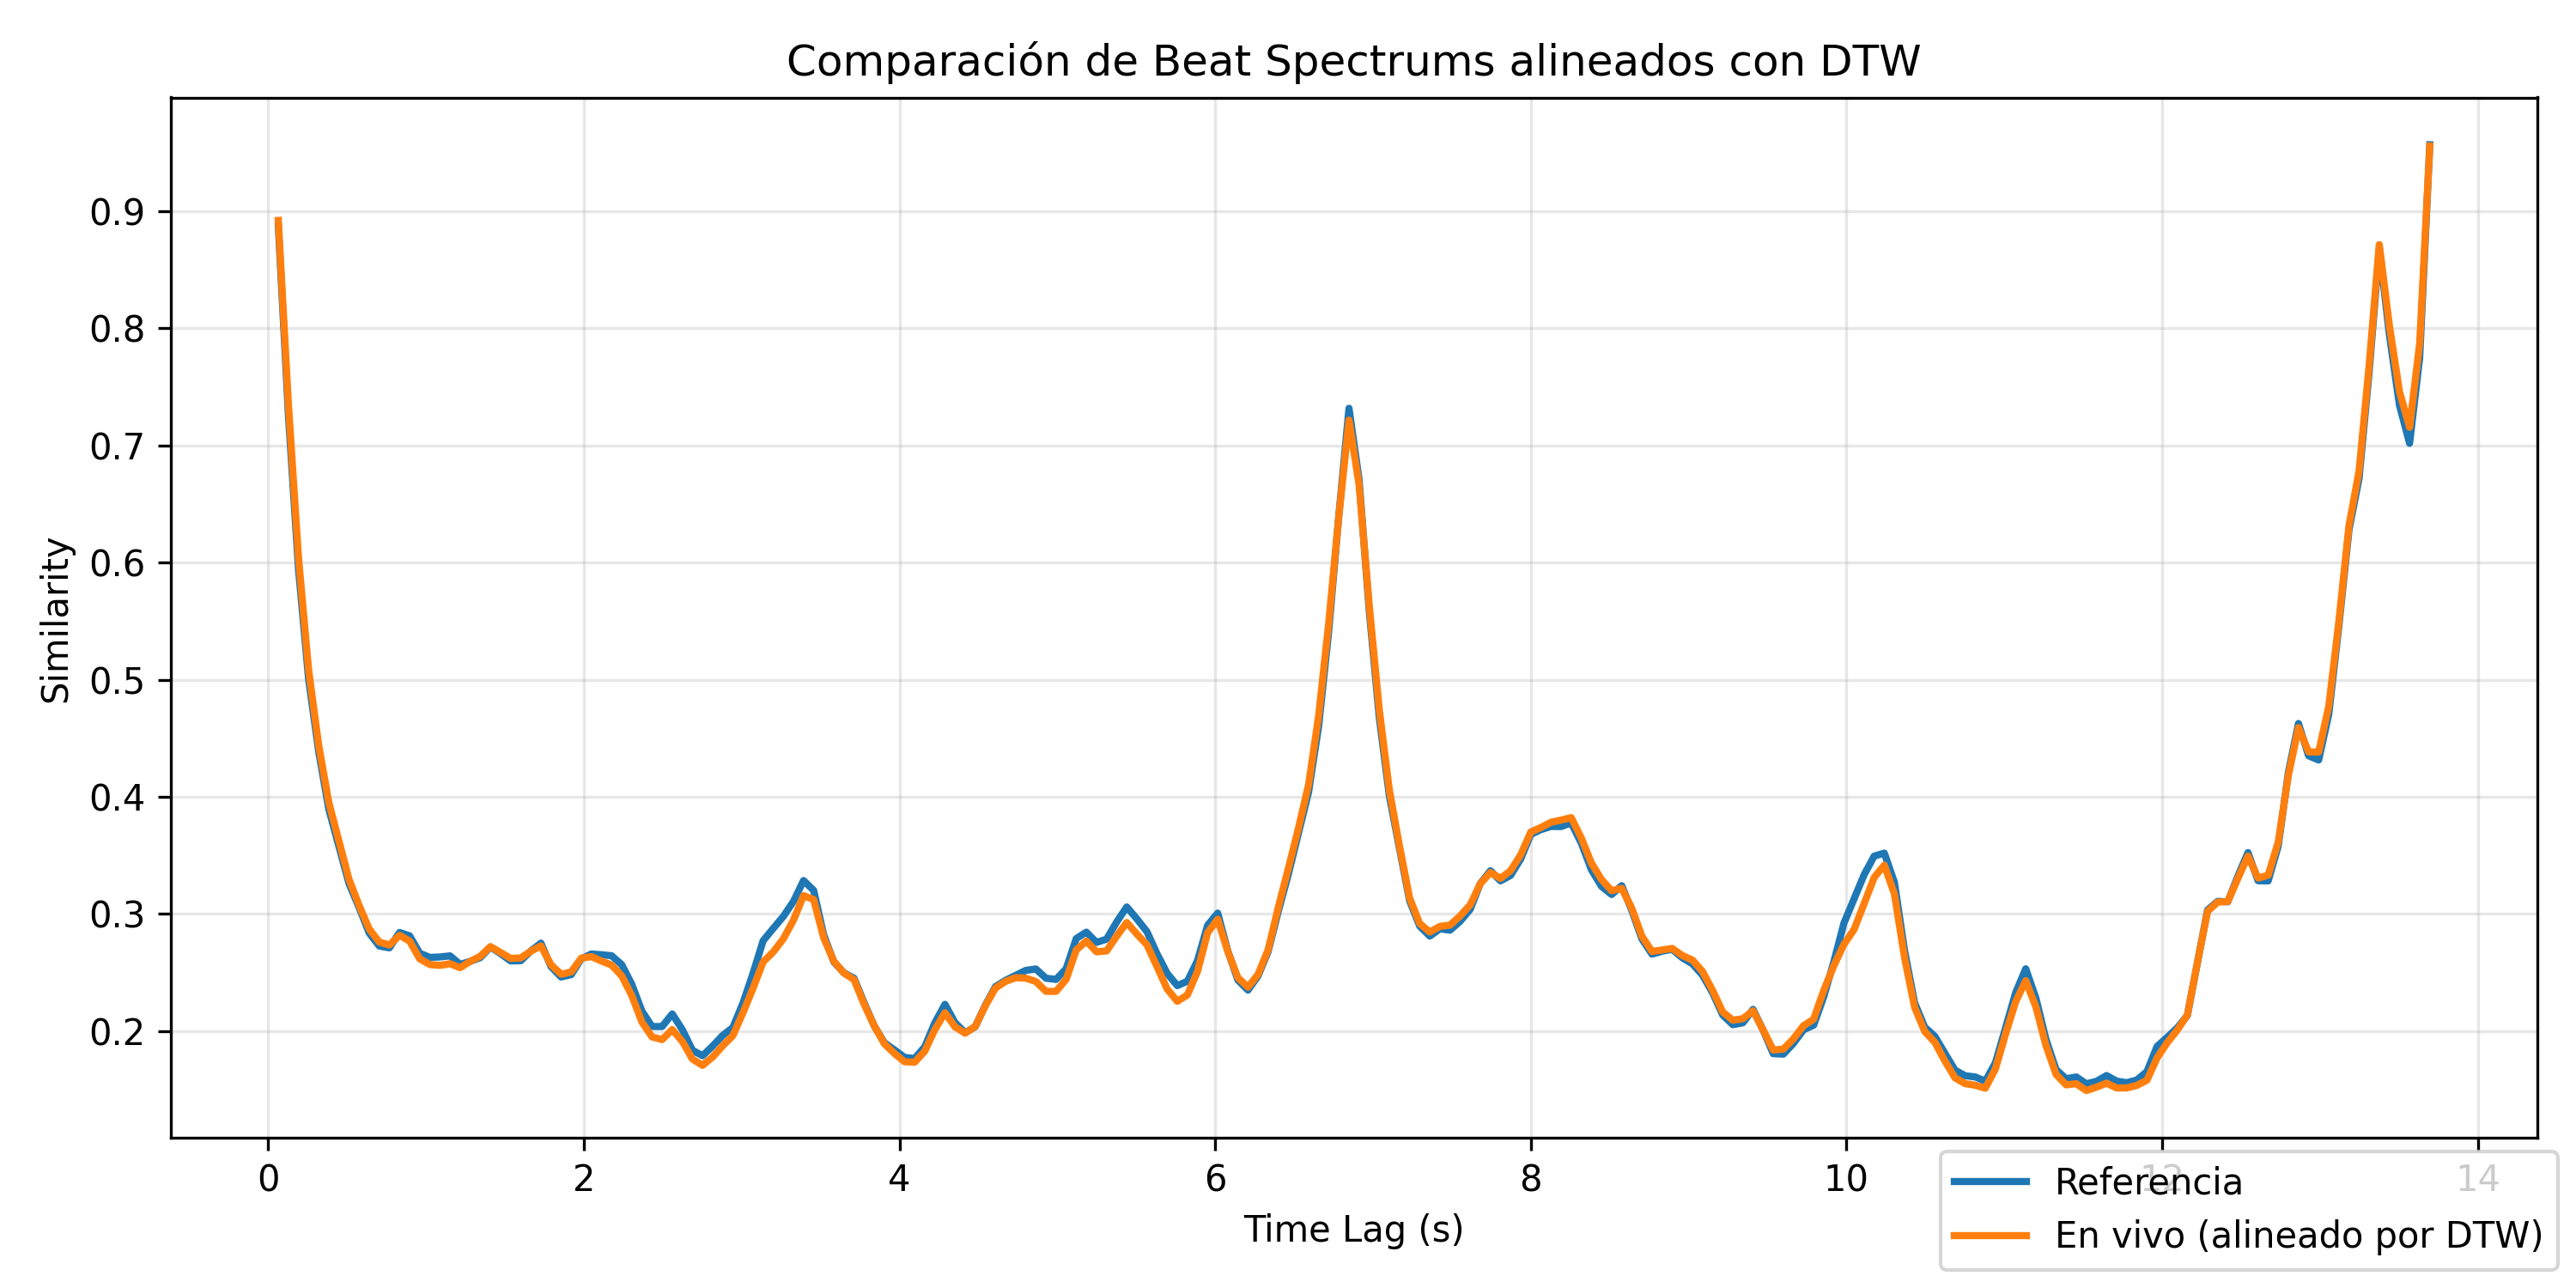 Comparación de Beat Spectrums alineados con DTW
Similarity
0.9
0.8
0.7
0.6
0.5
0.4
0.3
0.2
0 2 4 6 8 10 12 14
Time Lag (s)
Referencia
En vivo (alineado por DTW)